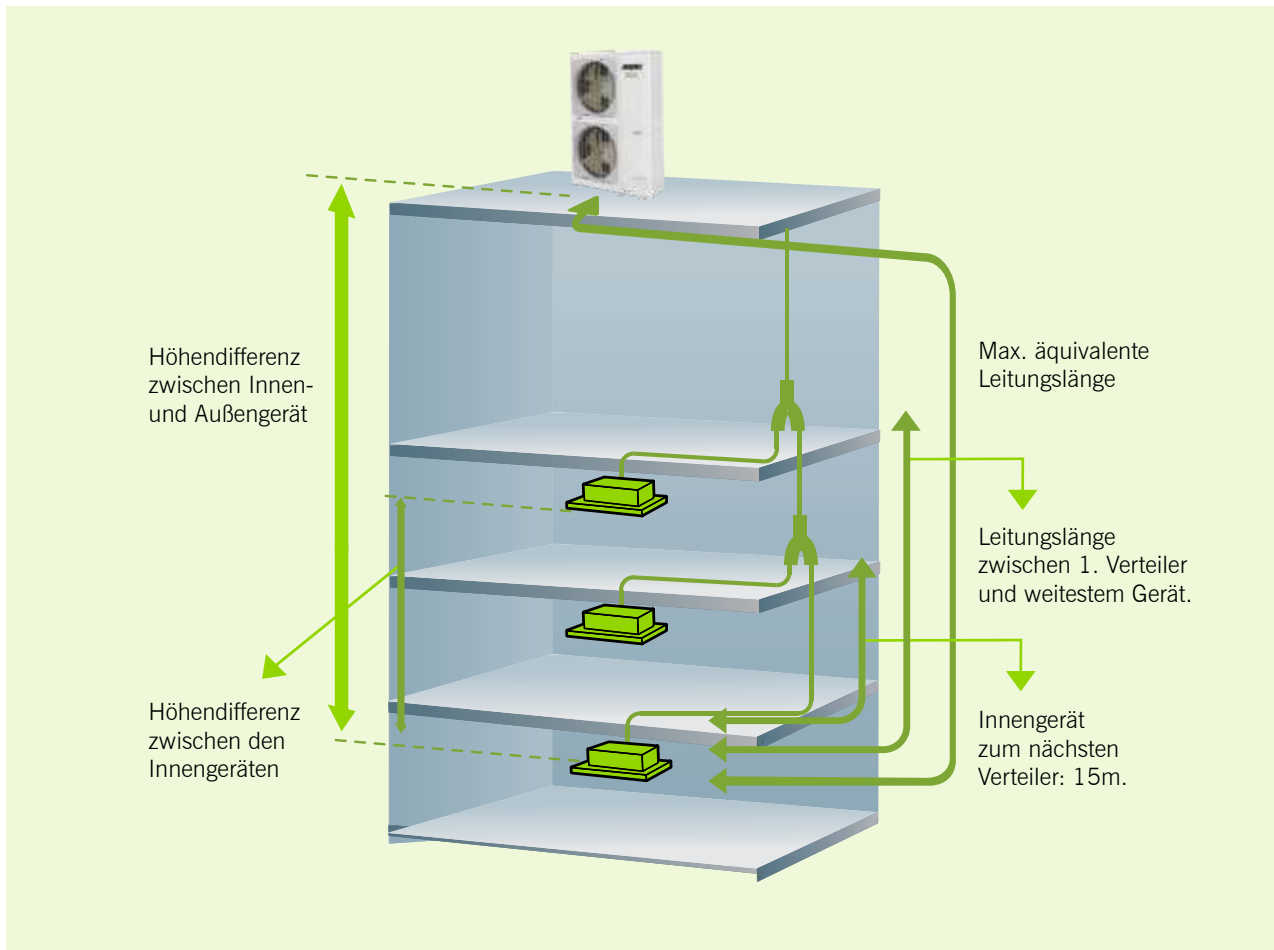 Höhendifferenz
zwischen Innen-
und Außengerät
Höhendifferenz
zwischen den
Innengeräten
Max. äquivalente
Leitungslänge
Leitungslänge
zwischen 1. Verteiler
und weitestem Gerät.
Innengerät
zum nächsten
Verteiler: 15m.